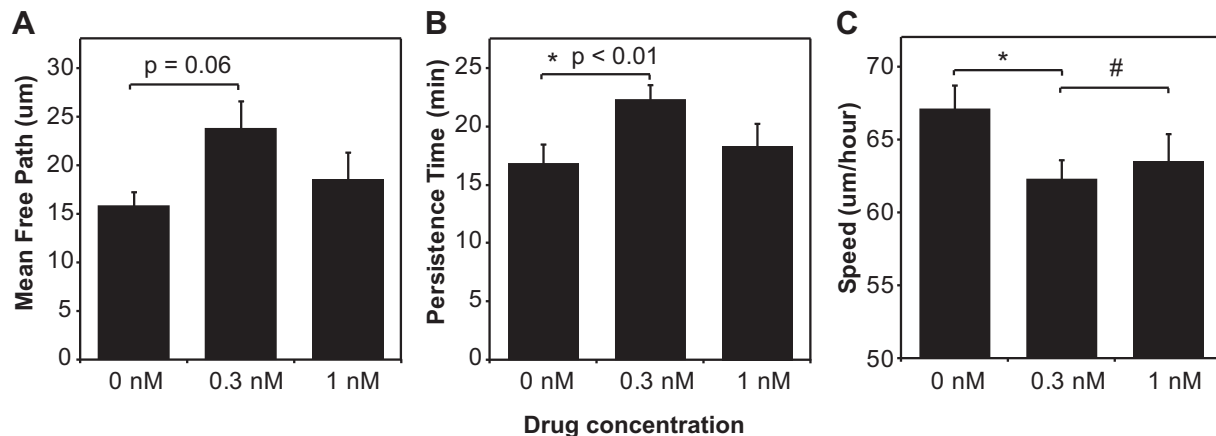 A
Mean Free Path (um)
30
25
20
15
10
5
0
p = 0.06
0 nM
0.3 nM
1 nM
B
Persistence Time (min)
25
20
15
10
5
0
* p < 0.01
0 nM
0.3 nM
1 nM
C
Speed (um/hour)
70
65
60
55
50
*
#
0 nM
0.3 nM
1 nM
Drug concentration